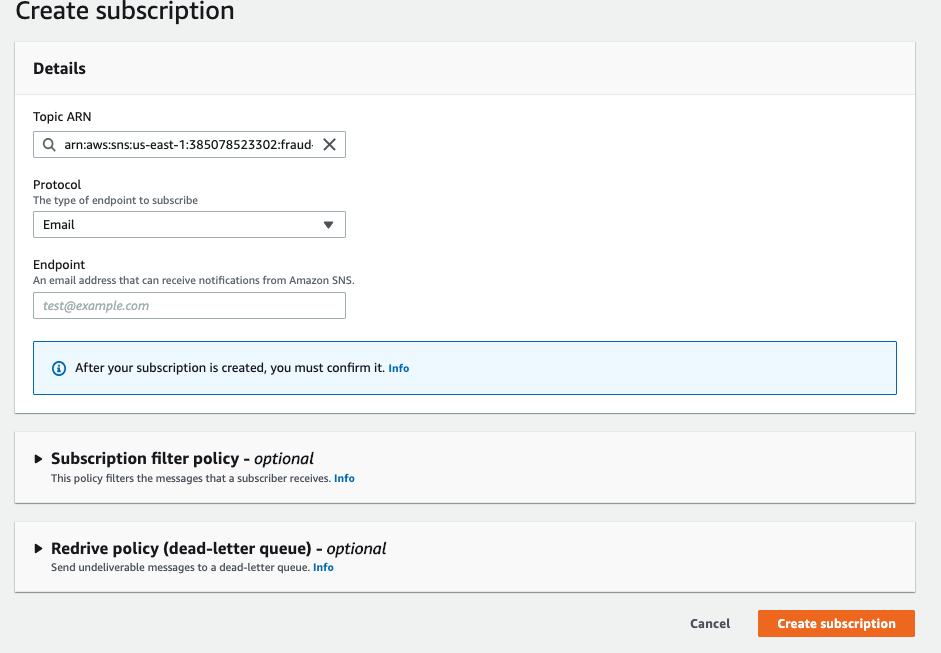 Create subscription
Details
Topic ARN
arn:aws:sns:us-east-1:385078523302:fraud-
Protocol
The type of endpoint to subscribe
Email
Endpoint
An email address that can receive notifications from Amazon SNS.
test@example.com
After your subscription is created, you must confirm it. Info
Subscription filter policy - optional
This policy filters the messages that a subscriber receives. Info
Redrive policy (dead-letter queue) - optional
Send undeliverable messages to a dead-letter queue. Info
Cancel
Create subscription